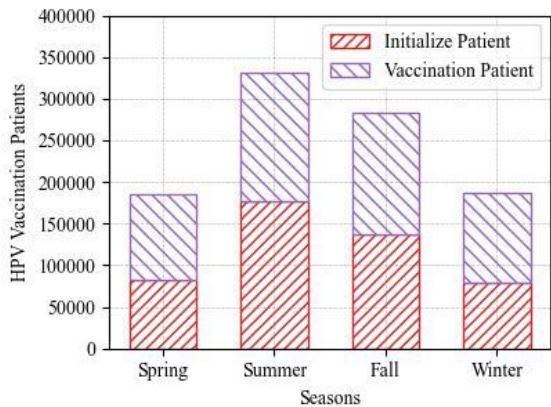 400000
350000
300000
250000
200000
150000
100000
50000
0
HPV Vaccination Patients
Initialize Patient
Vaccination Patient
Spring
Summer
Fall
Winter
Seasons